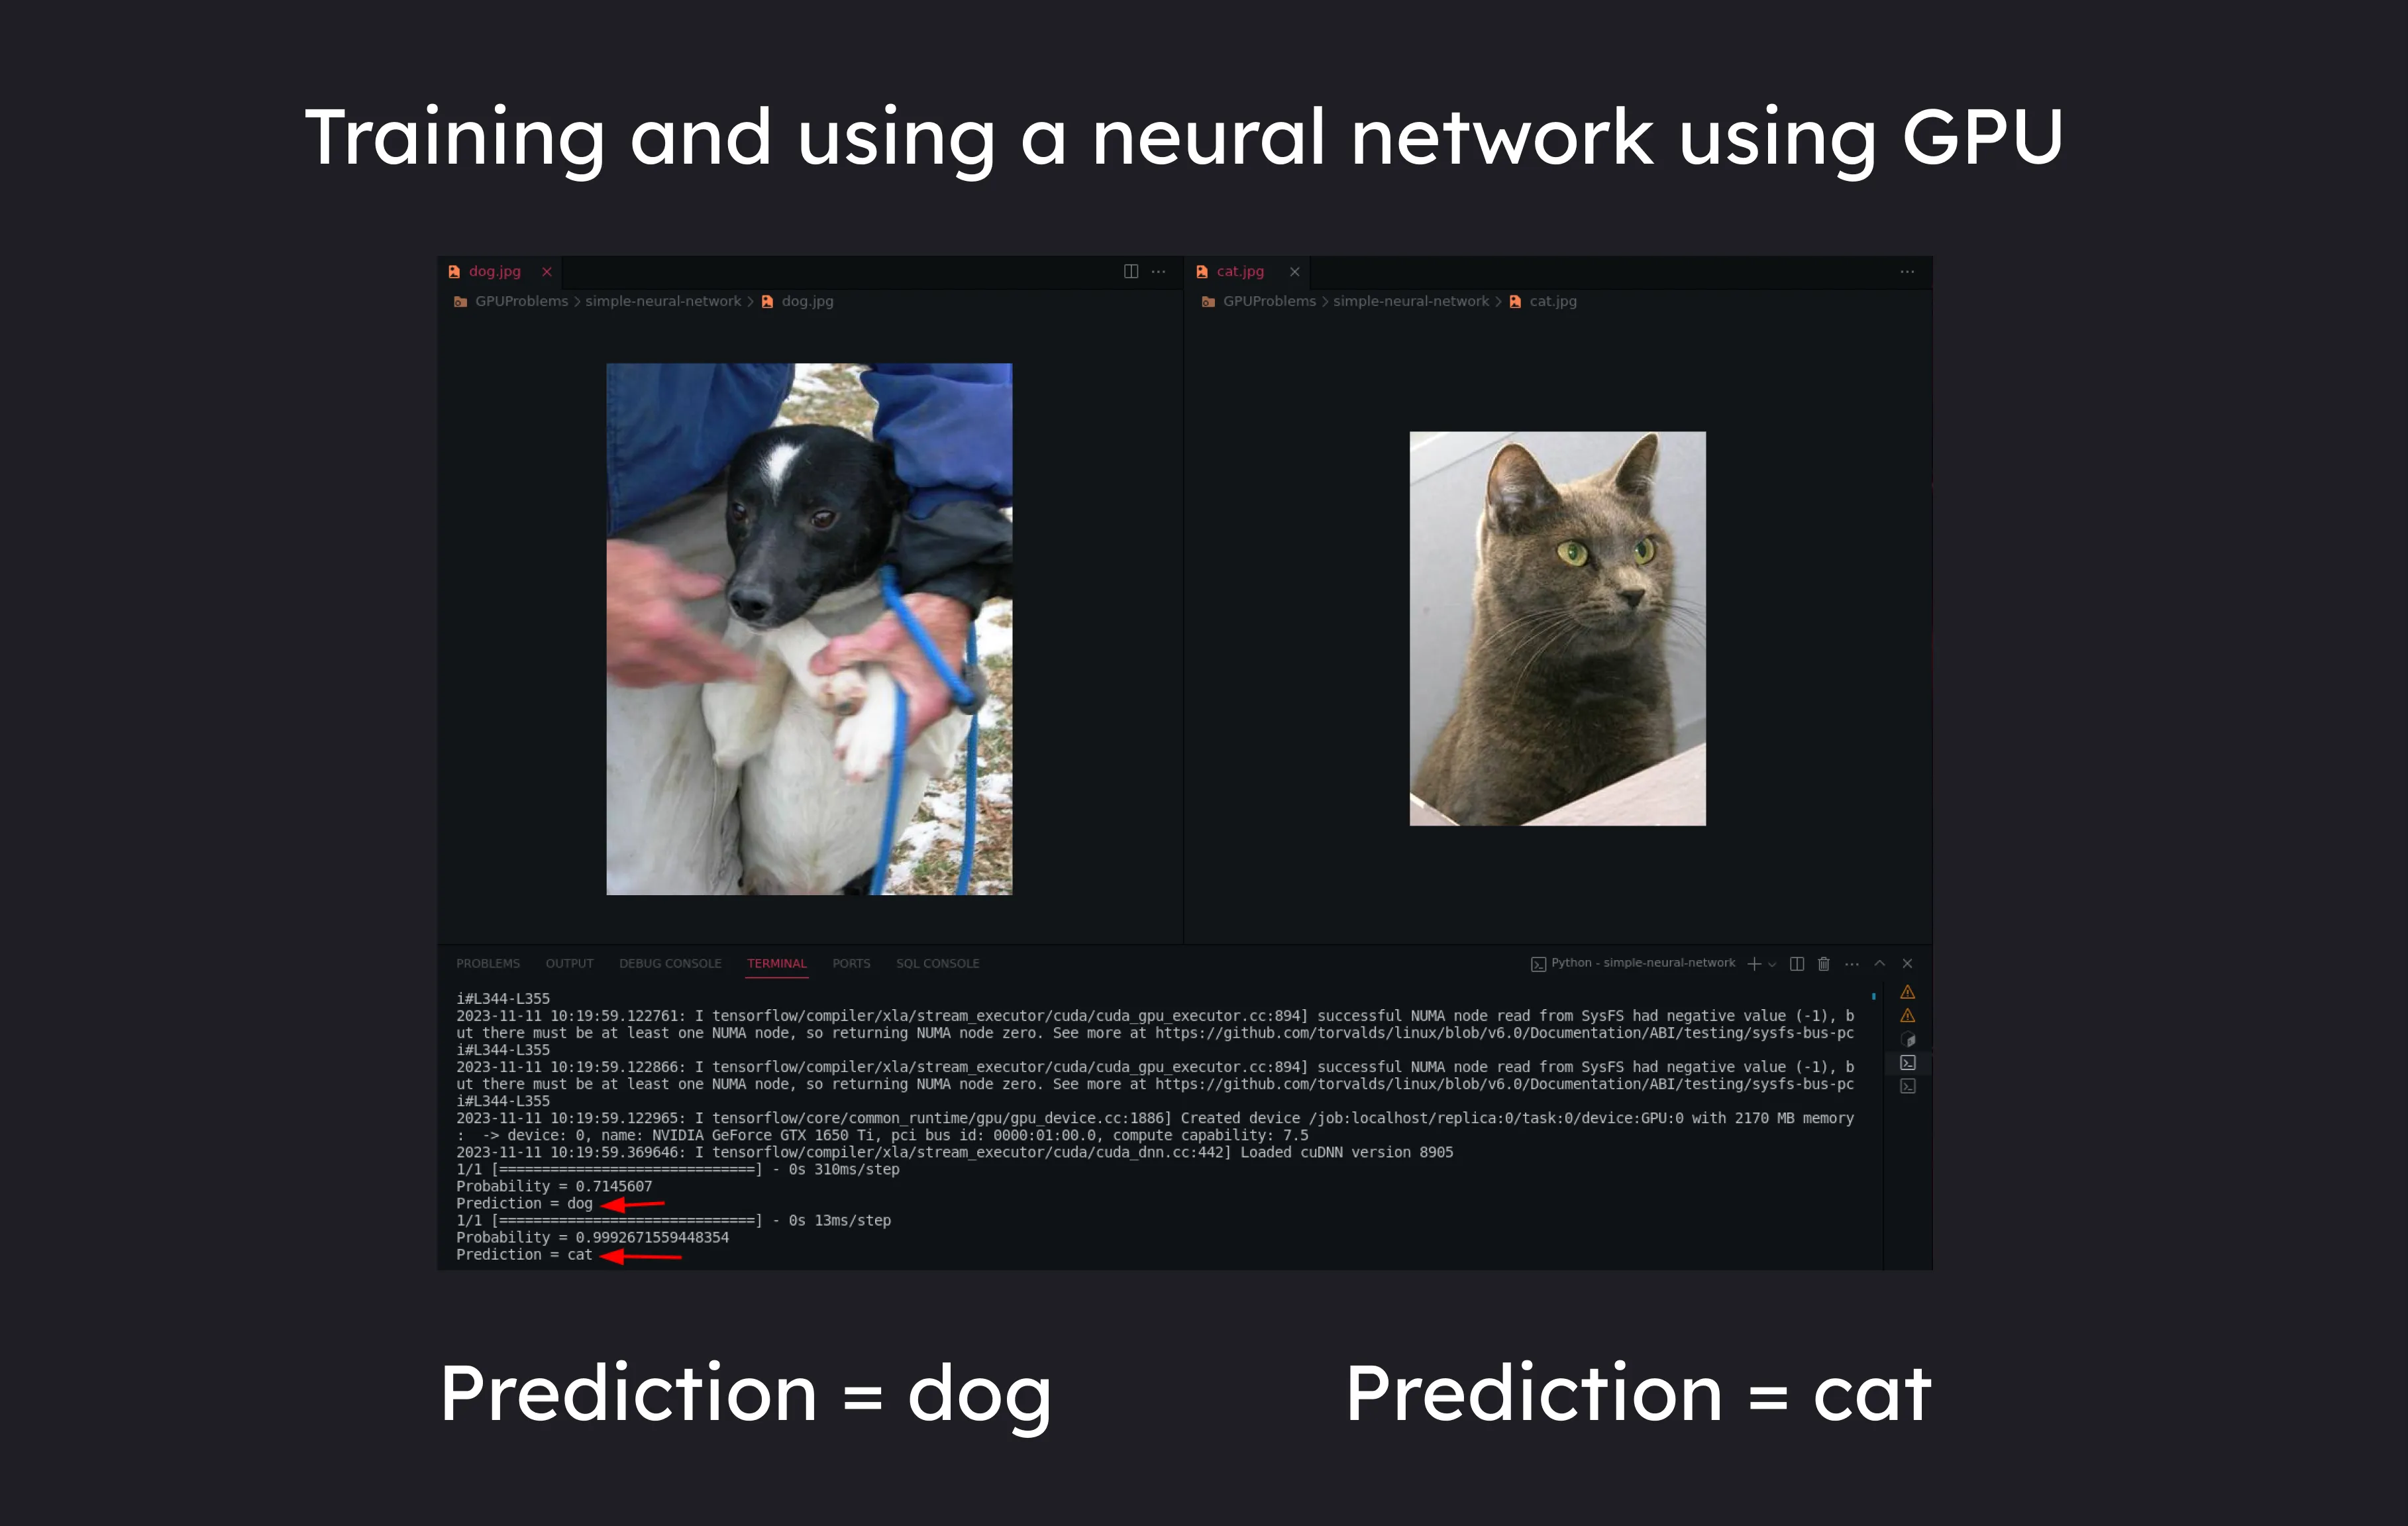 Training and using a neural network using GPU
dog.jpg
cat.jpg
GPUProblems > simple-neural-network > dog.jpg
GPUProblems > simple-neural-network > cat.jpg
PROBLEMS OUTPUT DEBUG CONSOLE TERMINAL PORTS SQL CONSOLE Python - simple-neural-network
i#L344-L355
2023-11-11 10:19:59.122761: I tensorflow/compiler/xla/stream_executor/cuda/cuda_gpu_executor.cc:894] successful NUMA node read from SysFS had negative value (-1), b
ut there must be at least one NUMA node, so returning NUMA node zero. See more at https://github.com/torvalds/linux/blob/v6.0/Documentation/ABI/testing/sysfs-bus-pc
i#L344-L355
2023-11-11 10:19:59.122866: I tensorflow/compiler/xla/stream_executor/cuda/cuda_gpu_executor.cc:894] successful NUMA node read from SysFS had negative value (-1), b
ut there must be at least one NUMA node, so returning NUMA node zero. See more at https://github.com/torvalds/linux/blob/v6.0/Documentation/ABI/testing/sysfs-bus-pc
i#L344-L355
2023-11-11 10:19:59.122965: I tensorflow/core/common_runtime/gpu/gpu_device.cc:1886] Created device /job:localhost/replica:0/task:0/device:GPU:0 with 2170 MB memory
:  -> device: 0, name: NVIDIA GeForce GTX 1650 Ti, pci bus id: 0000:01:00.0, compute capability: 7.5
2023-11-11 10:19:59.369646: I tensorflow/compiler/xla/stream_executor/cuda/cuda_dnn.cc:442] Loaded cuDNN version 8905
1/1 [==============================] - 0s 310ms/step
Probability = 0.7145607
Prediction = dog
1/1 [==============================] - 0s 13ms/step
Probability = 0.9992671559448354
Prediction = cat
Prediction = dog
Prediction = cat